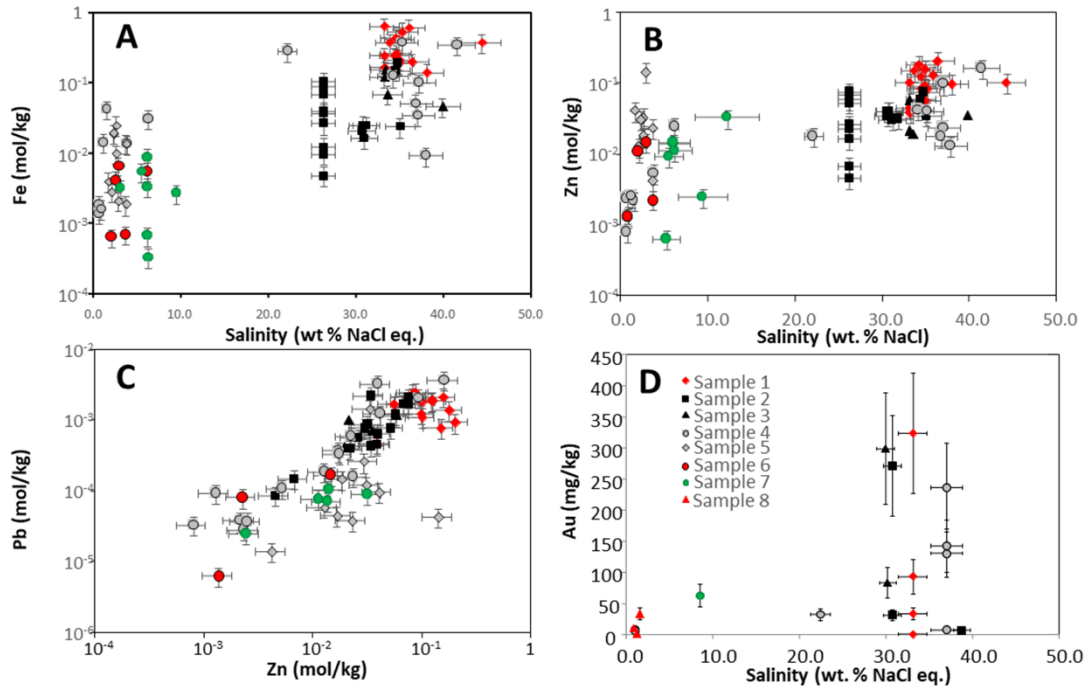 A
1
10⁻¹
10⁻²
10⁻³
10⁻⁴
Fe (mol/kg)
0.0 10.0 20.0 30.0 40.0 50.0
Salinity (wt % NaCl eq.)
B
1
10⁻¹
10⁻²
10⁻³
10⁻⁴
Zn (mol/kg)
0.0 10.0 20.0 30.0 40.0 50.0
Salinity (wt. % NaCl)
C
10⁻²
10⁻³
10⁻⁴
10⁻⁵
10⁻⁶
Pb (mol/kg)
10⁻⁴ 10⁻³ 10⁻² 10⁻¹ 1
Zn (mol/kg)
D
450
400
350
300
250
200
150
100
50
0
Au (mg/kg)
Sample 1
Sample 2
Sample 3
Sample 4
Sample 5
Sample 6
Sample 7
Sample 8
0.0 10.0 20.0 30.0 40.0 50.0
Salinity (wt. % NaCl eq.)